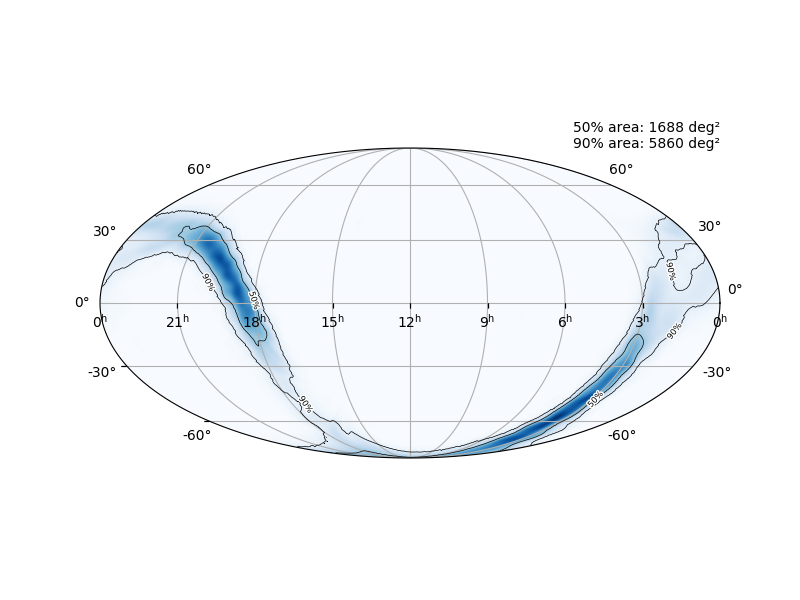 50% area: 1688 deg²
90% area: 5860 deg²
60° 60°
30° 30°
90% 90%
0° 50% 0°
0ʰ 21ʰ 18ʰ 15ʰ 12ʰ 9ʰ 6ʰ 3ʰ 0ʰ
90%
-30° -30°
90% 50%
-60° -60°